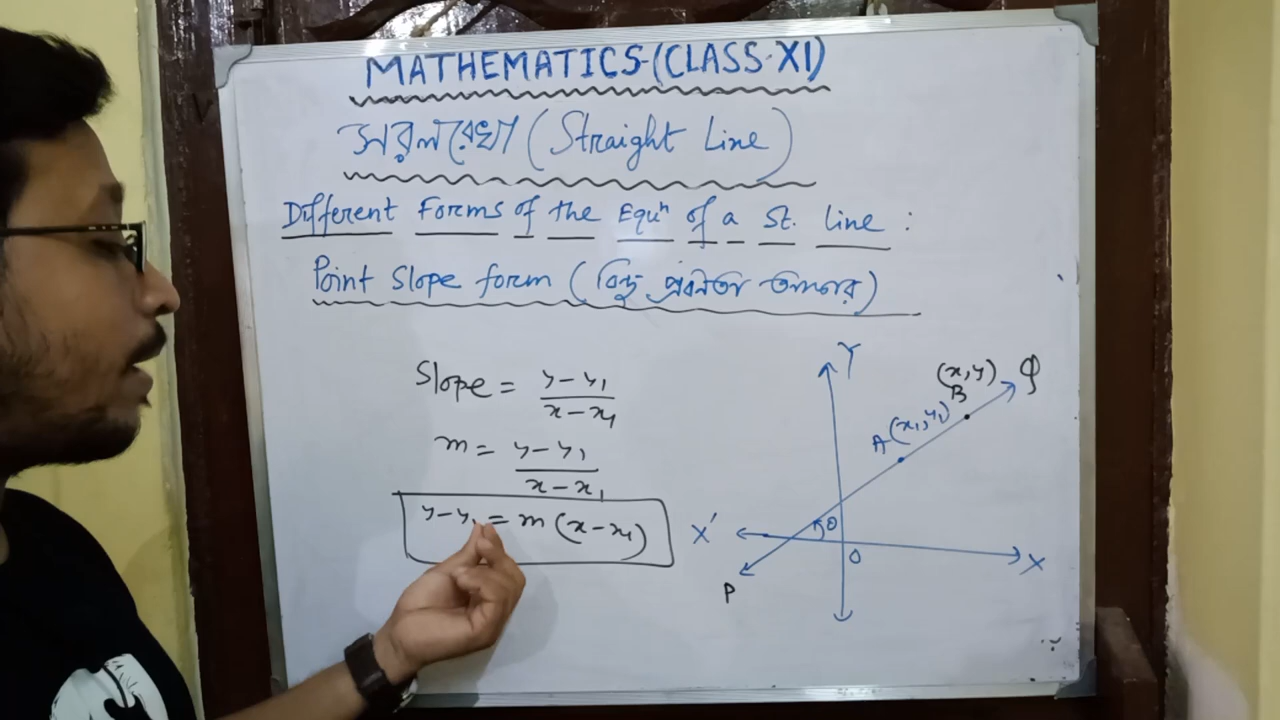 MATHEMATICS-(CLASS-XI)
সরলরেখা (Straight Line)
Different Forms of the Equⁿ of a St. line :
Point Slope form (বিন্দু প্রবনতা আকার)
Slope = y-y₁/x-x₁
m = y-y₁/x-x₁
y-y₁ = m(x-x₁)
Y
(x,y) Q
B
A (x₁,y₁)
X' θ
O X
P